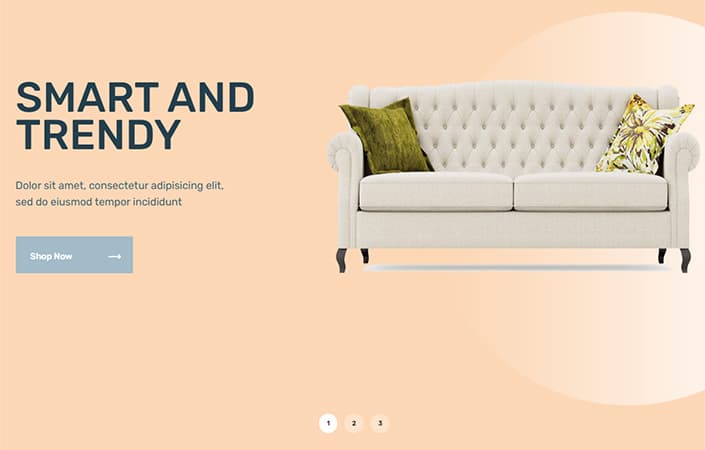 SMART AND
TRENDY
Dolor sit amet, consectetur adipisicing elit,
sed do eiusmod tempor incididunt
Shop Now
1 2 3